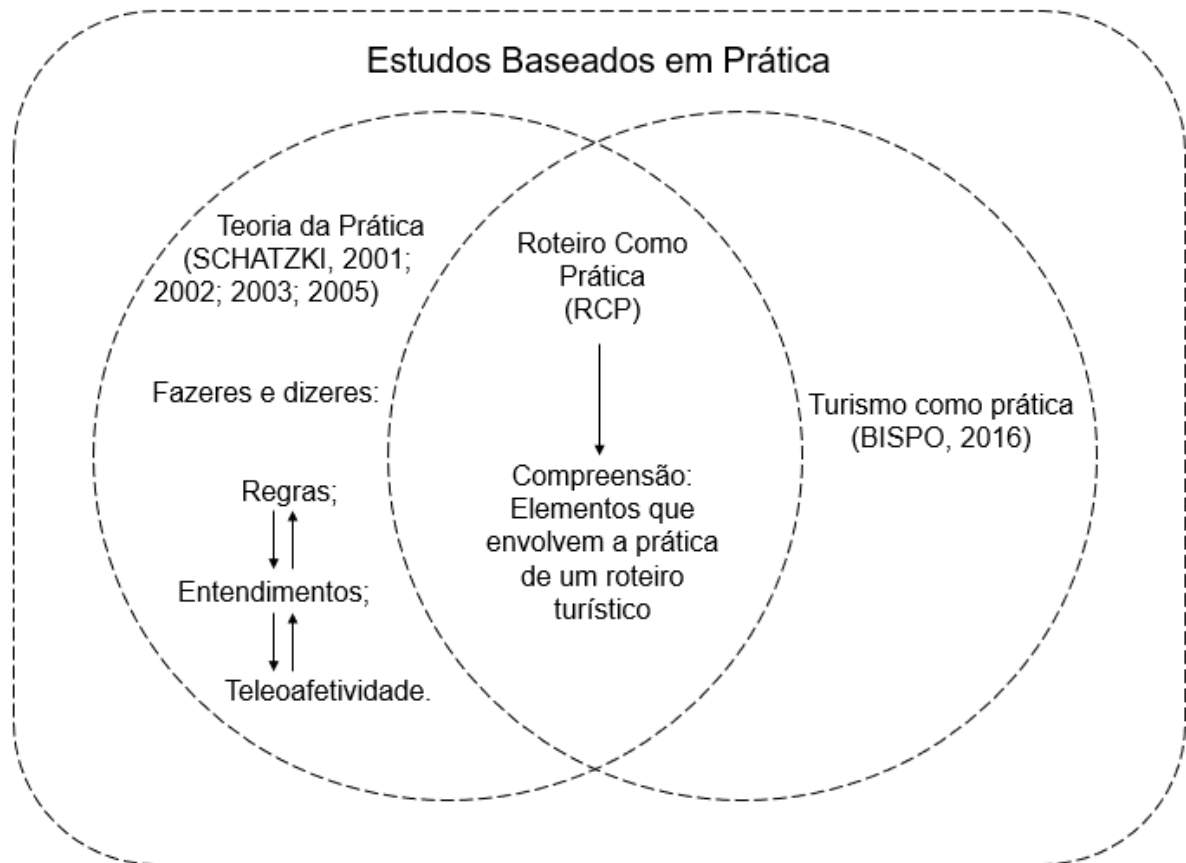 Estudos Baseados em Prática
Teoria da Prática
(SCHATZKI, 2001;
2002; 2003; 2005)
Fazeres e dizeres:
Regras;
Entendimentos;
Teleoafetividade.
Roteiro Como
Prática
(RCP)
Compreensão:
Elementos que
envolvem a prática
de um roteiro
turístico
Turismo como prática
(BISPO, 2016)